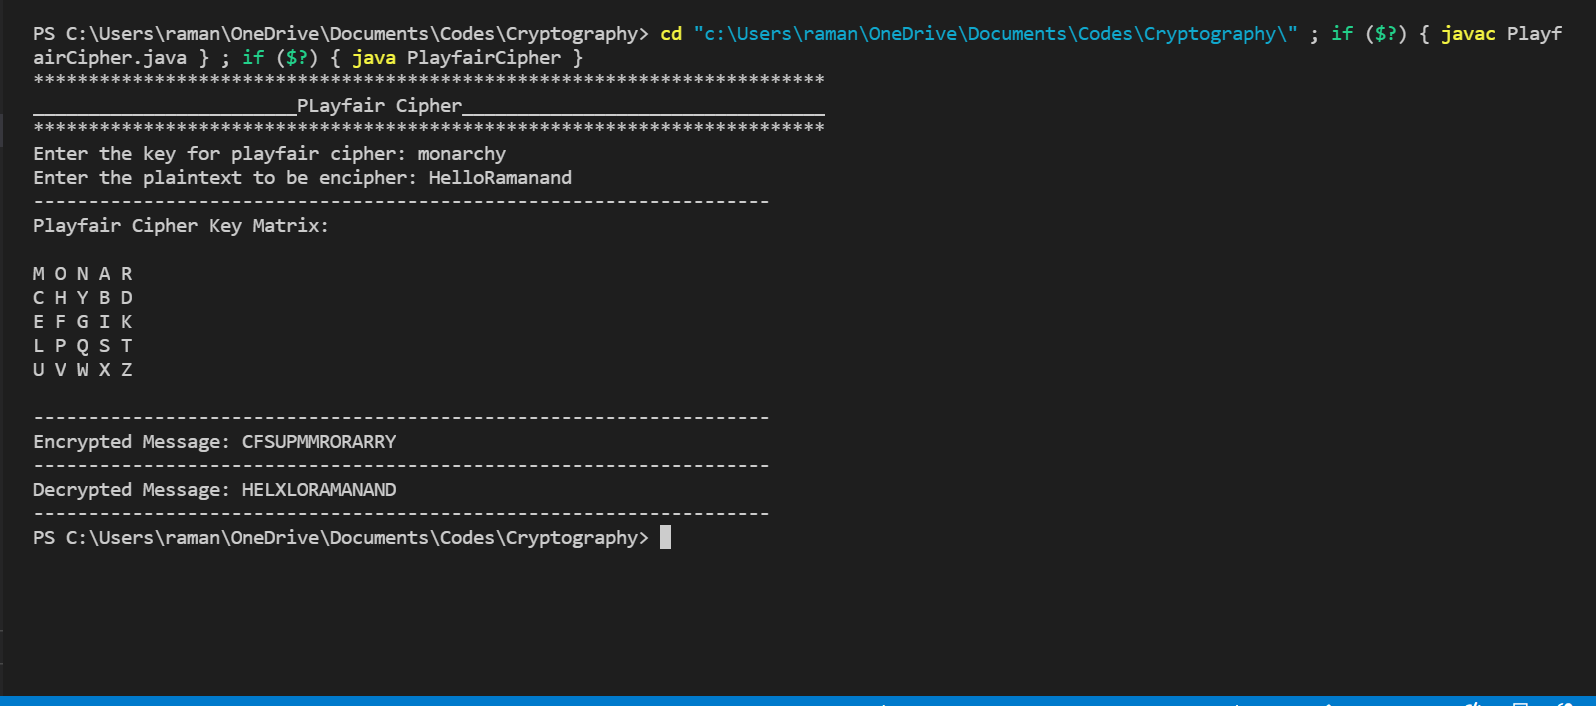 PS C:\Users\raman\OneDrive\Documents\Codes\Cryptography> cd "c:\Users\raman\OneDrive\Documents\Codes\Cryptography\" ; if ($?) { javac Playf
airCipher.java } ; if ($?) { java PlayfairCipher }
************************************************************************
________________________PLayfair Cipher_________________________________
************************************************************************
Enter the key for playfair cipher: monarchy
Enter the plaintext to be encipher: HelloRamanand
-------------------------------------------------------------------
Playfair Cipher Key Matrix:
M O N A R
C H Y B D
E F G I K
L P Q S T
U V W X Z
-------------------------------------------------------------------
Encrypted Message: CFSUPMMRORARRY
-------------------------------------------------------------------
Decrypted Message: HELXLORAMANAND
-------------------------------------------------------------------
PS C:\Users\raman\OneDrive\Documents\Codes\Cryptography>